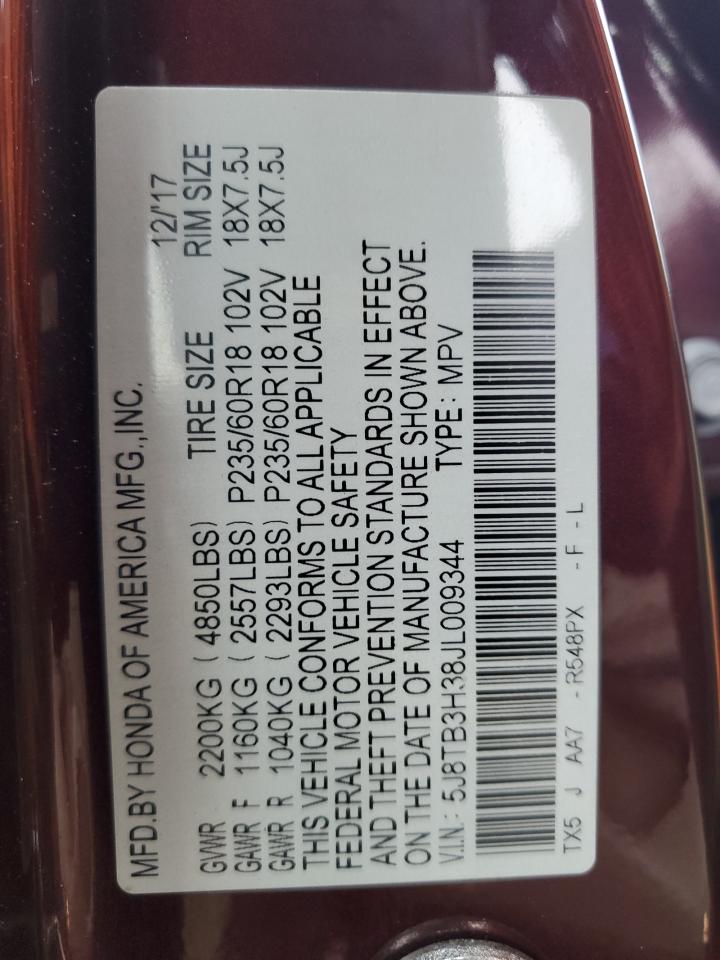 MFD.BY HONDA OF AMERICA MFG.,INC. 12/'17
GVWR 2200KG ( 4850LBS) TIRE SIZE RIM SIZE
GAWR F 1160KG ( 2557LBS) P235/60R18 102V 18X7.5J
GAWR R 1040KG ( 2293LBS) P235/60R18 102V 18X7.5J
THIS VEHICLE CONFORMS TO ALL APPLICABLE
FEDERAL MOTOR VEHICLE SAFETY
AND THEFT PREVENTION STANDARDS IN EFFECT
ON THE DATE OF MANUFACTURE SHOWN ABOVE.
V.I.N.: 5J8TB3H38JL009344 TYPE: MPV
TX5 J AA7 - R548PX - F - L